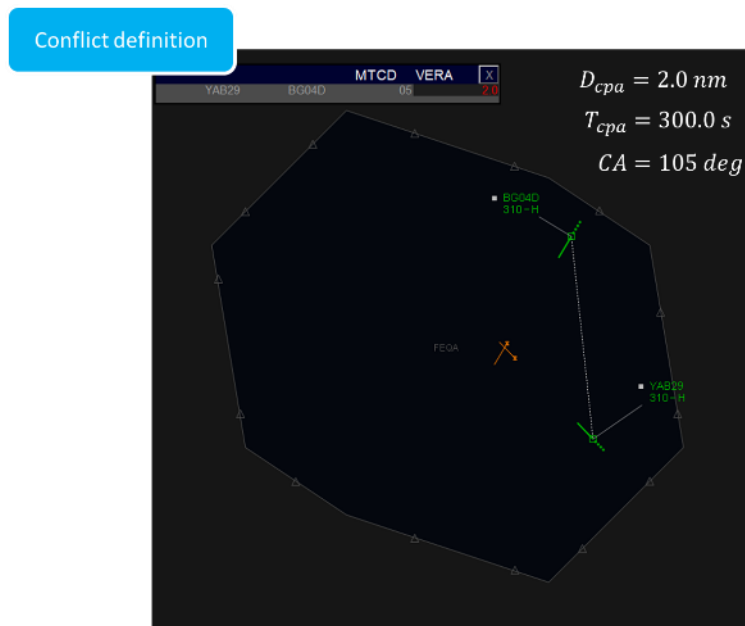 Conflict definition
MTCD VERA X
YAB29 BG04D 05 2.0
D_cpa = 2.0 nm
T_cpa = 300.0 s
CA = 105 deg
BG04D
310-H
FEQA
YAB29
310-H